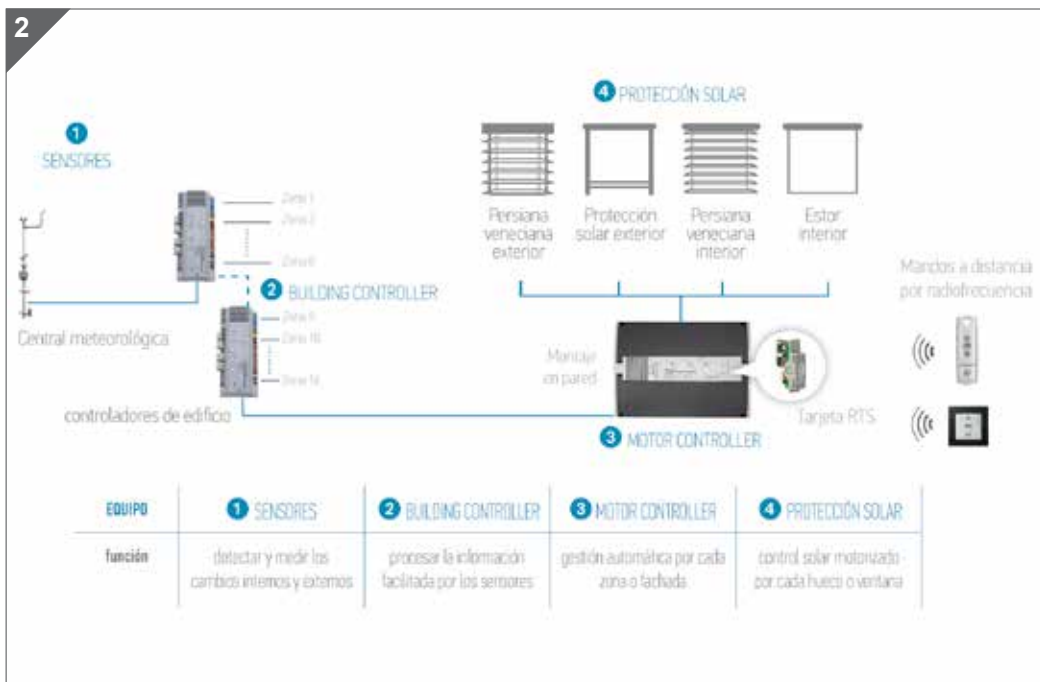 2
4 PROTECCIÓN SOLAR
1
SENSORES
Persiana
veneciana
exterior
Protección
solar exterior
Persiana
veneciana
interior
Estor
interior
Zona 1
Zona 2
2 BUILDING CONTROLLER
Central meteorológica
controladores de edificio
Montaje
en pared
Tarjeta RTS
Mandos a distancia
por radiofrecuencia
3 MOTOR CONTROLLER
EQUIPO
1 SENSORES
2 BUILDING CONTROLLER
3 MOTOR CONTROLLER
4 PROTECCIÓN SOLAR
función
detectar y medir los
cambios internos y externos
procesar la información
facilitada por los sensores
gestión automática por cada
zona o fachada
control solar motorizado
por cada hueco o ventana